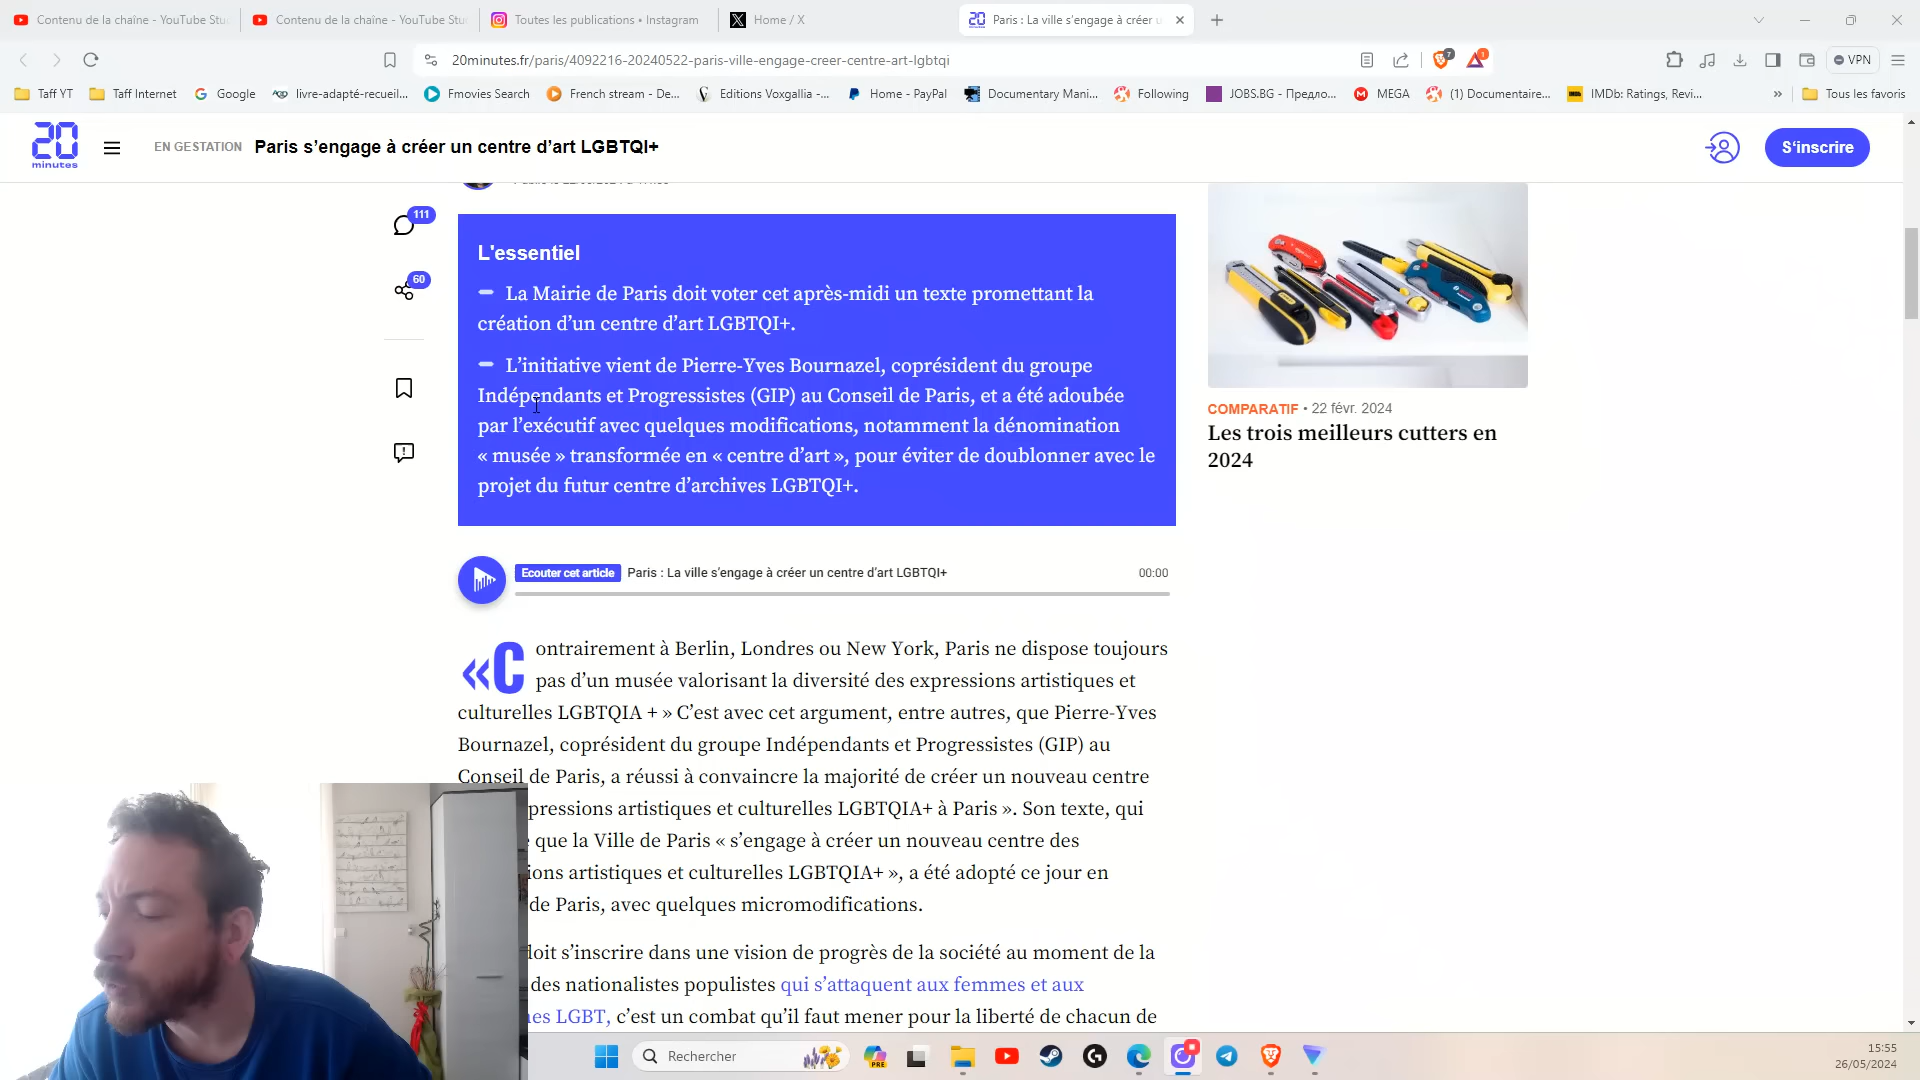 Contenu de la chaîne - YouTube Stu
Contenu de la chaîne - YouTube Stu
Toutes les publications • Instagram
Home / X
Paris : La ville s'engage à créer u
20minutes.fr/paris/4092216-20240522-paris-ville-engage-creer-centre-art-lgbtqi
7
1
VPN
Taff YT
Taff Internet
Google
livre-adapté-recueil...
Fmovies Search
French stream - De...
Editions Voxgallia -...
Home - PayPal
Documentary Mani...
Following
JOBS.BG - Предло...
MEGA
(1) Documentaire...
IMDb: Ratings, Revi...
»
Tous les favoris
20 minutes
EN GESTATION
Paris s'engage à créer un centre d'art LGBTQI+
S'inscrire
111
60
L'essentiel
La Mairie de Paris doit voter cet après-midi un texte promettant la
création d'un centre d'art LGBTQI+.
L'initiative vient de Pierre-Yves Bournazel, coprésident du groupe
Indépendants et Progressistes (GIP) au Conseil de Paris, et a été adoubée
par l'exécutif avec quelques modifications, notamment la dénomination
« musée » transformée en « centre d'art », pour éviter de doublonner avec le
projet du futur centre d'archives LGBTQI+.
COMPARATIF • 22 févr. 2024
Les trois meilleurs cutters en
2024
Ecouter cet article
Paris : La ville s'engage à créer un centre d'art LGBTQI+
00:00
«Contrairement à Berlin, Londres ou New York, Paris ne dispose toujours
pas d'un musée valorisant la diversité des expressions artistiques et
culturelles LGBTQIA + » C'est avec cet argument, entre autres, que Pierre-Yves
Bournazel, coprésident du groupe Indépendants et Progressistes (GIP) au
Conseil de Paris, a réussi à convaincre la majorité de créer un nouveau centre
pressions artistiques et culturelles LGBTQIA+ à Paris ». Son texte, qui
que la Ville de Paris « s'engage à créer un nouveau centre des
ions artistiques et culturelles LGBTQIA+ », a été adopté ce jour en
de Paris, avec quelques micromodifications.
doit s'inscrire dans une vision de progrès de la société au moment de la
des nationalistes populistes qui s'attaquent aux femmes et aux
nes LGBT, c'est un combat qu'il faut mener pour la liberté de chacun de
Rechercher
PRE
15:55
26/05/2024